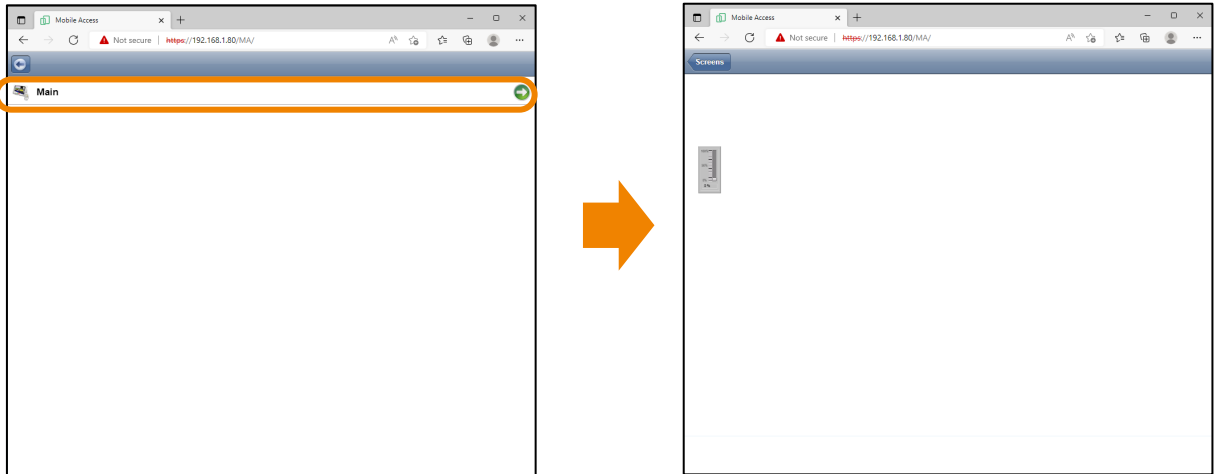 Mobile Access
Not secure | https://192.168.1.80/MA/
Main
Mobile Access
Not secure | https://192.168.1.80/MA/
Screens
0%